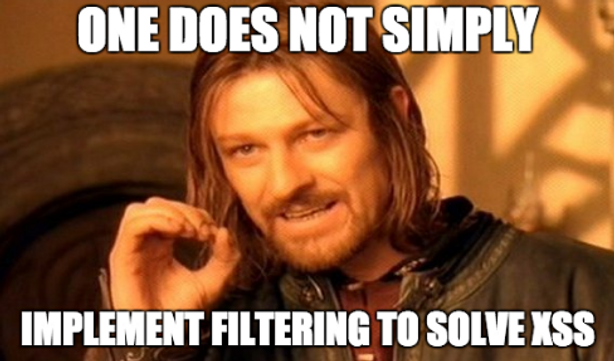 ONE DOES NOT SIMPLY
IMPLEMENT FILTERING TO SOLVE XSS